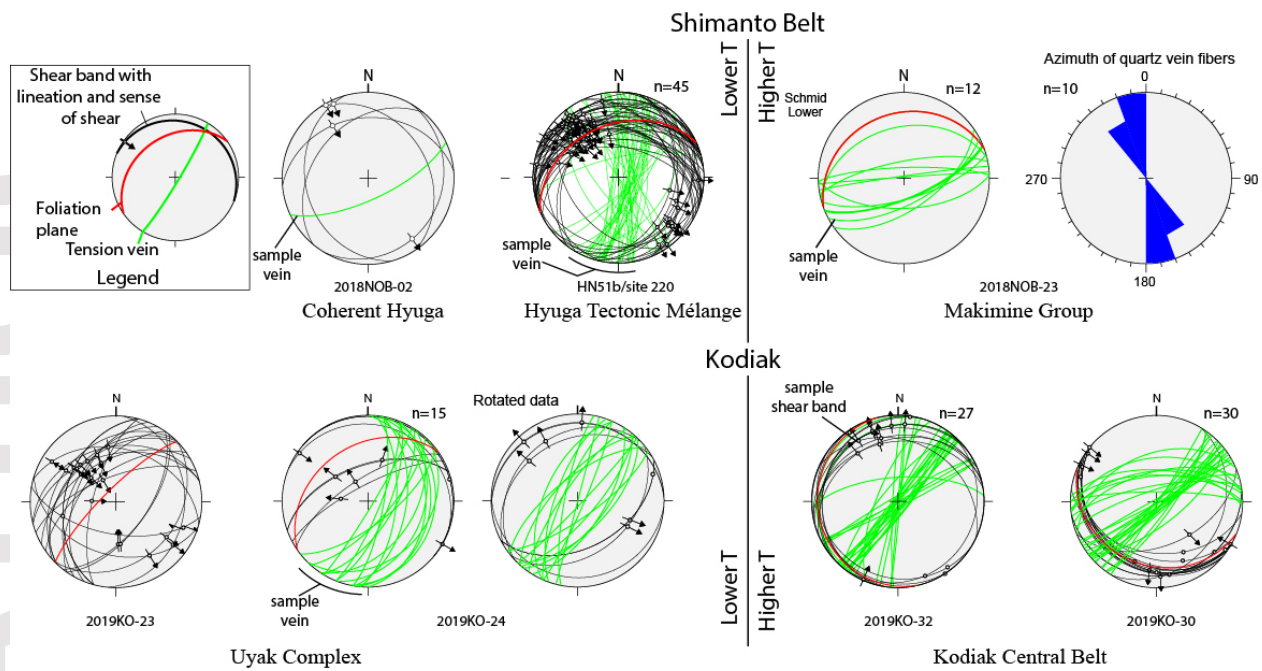 Shimanto Belt
Shear band with
lineation and sense
of shear
Foliation
plane
Tension vein
Legend
N
sample
vein
2018NOB-02
Coherent Hyuga
N
n=45
sample
vein
HN51b/site 220
Hyuga Tectonic Mélange
Lower T
Higher T
N
n=12
Schmid
Lower
sample
vein
Azimuth of quartz vein fibers
n=10
0
270
90
180
2018NOB-23
Makimine Group
Kodiak
N
2019KO-23
N
n=15
sample
vein
Rotated data
2019KO-24
Uyak Complex
Lower T
Higher T
sample
shear band
N
n=27
2019KO-32
N
n=30
2019KO-30
Kodiak Central Belt